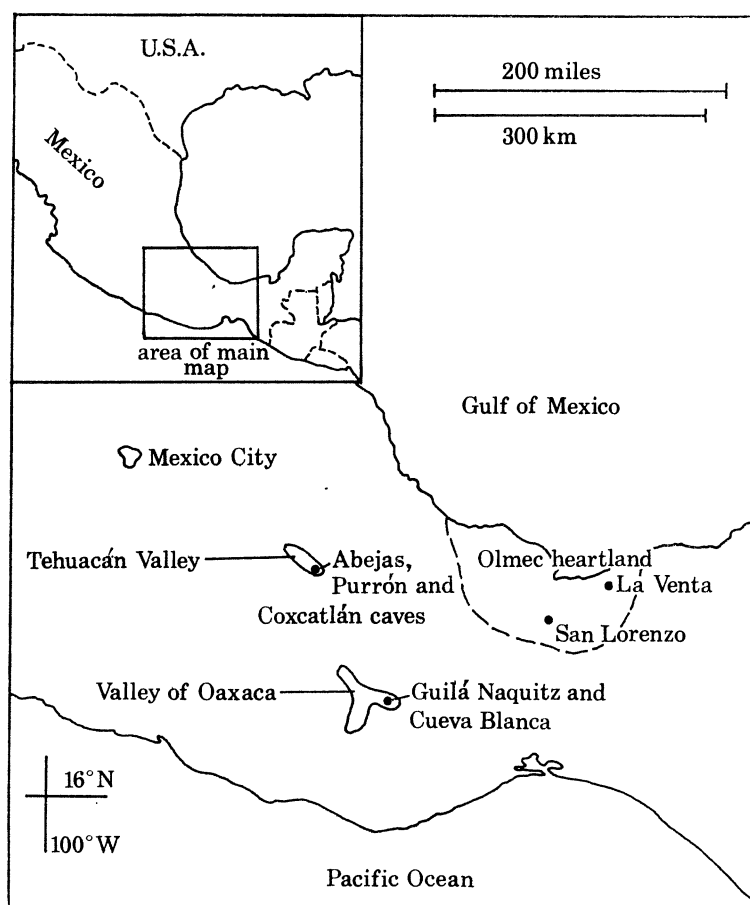 U.S.A.
Mexico
area of main
map
200 miles
300 km
Gulf of Mexico
Mexico City
Tehuacán Valley
Abejas,
Purrón and
Coxcatlán caves
Olmec heartland
La Venta
San Lorenzo
Valley of Oaxaca
Guilá Naquitz and
Cueva Blanca
16°N
100°W
Pacific Ocean